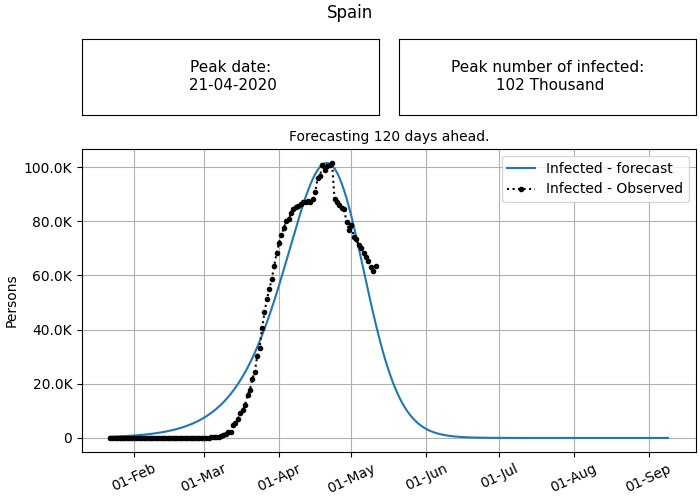 Spain
Peak date:
21-04-2020
Peak number of infected:
102 Thousand
Forecasting 120 days ahead.
Infected - forecast
Infected - Observed
Persons
100.0K
80.0K
60.0K
40.0K
20.0K
0
01-Feb
01-Mar
01-Apr
01-May
01-Jun
01-Jul
01-Aug
01-Sep